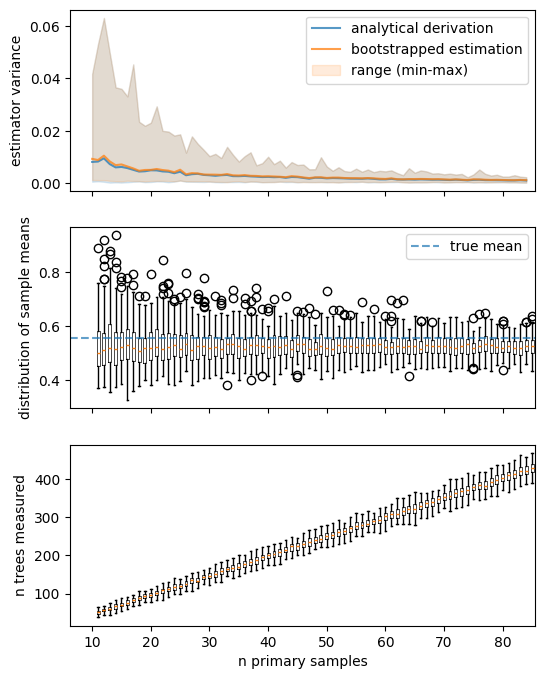 0.06
0.04
0.02
0.00
estimator variance
analytical derivation
bootstrapped estimation
range (min-max)
0.8
0.6
0.4
distribution of sample means
true mean
400
300
200
100
n trees measured
10 20 30 40 50 60 70 80
n primary samples